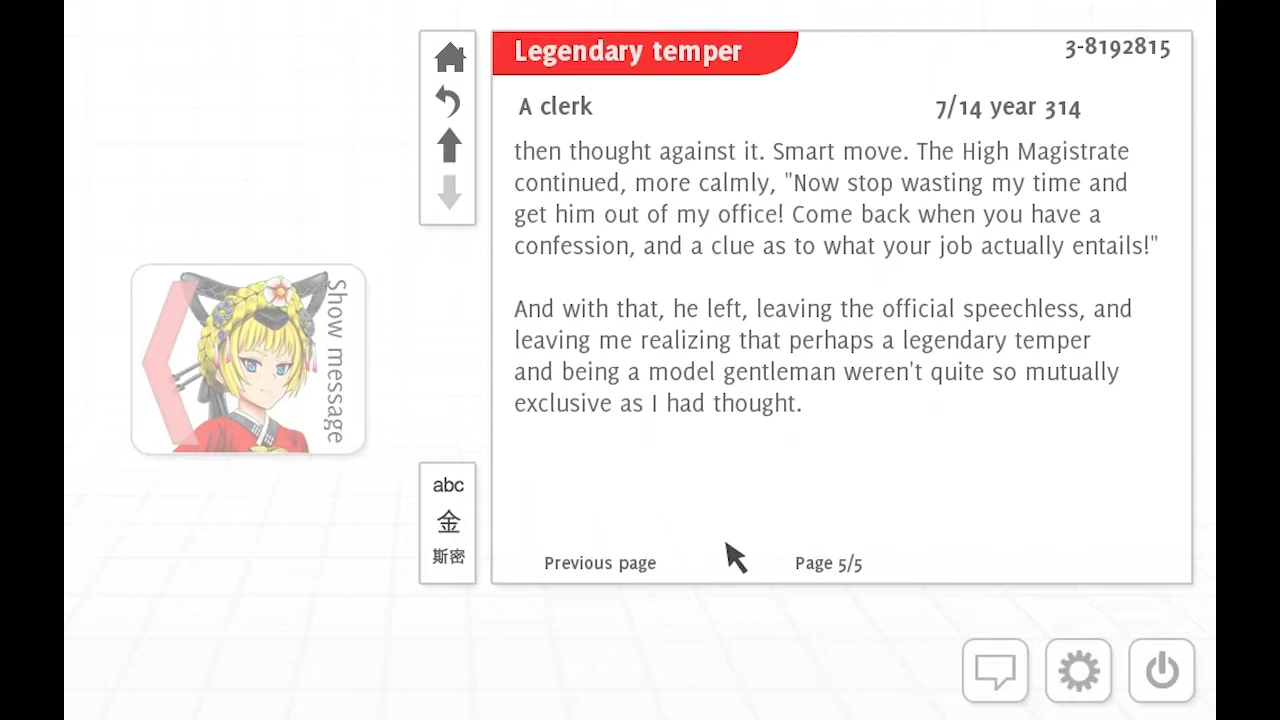 Legendary temper
3-8192815
A clerk
7/14 year 314
then thought against it. Smart move. The High Magistrate
continued, more calmly, "Now stop wasting my time and
get him out of my office! Come back when you have a
confession, and a clue as to what your job actually entails!"
And with that, he left, leaving the official speechless, and
leaving me realizing that perhaps a legendary temper
and being a model gentleman weren't quite so mutually
exclusive as I had thought.
Show message
abc
金
斯密
Previous page
Page 5/5